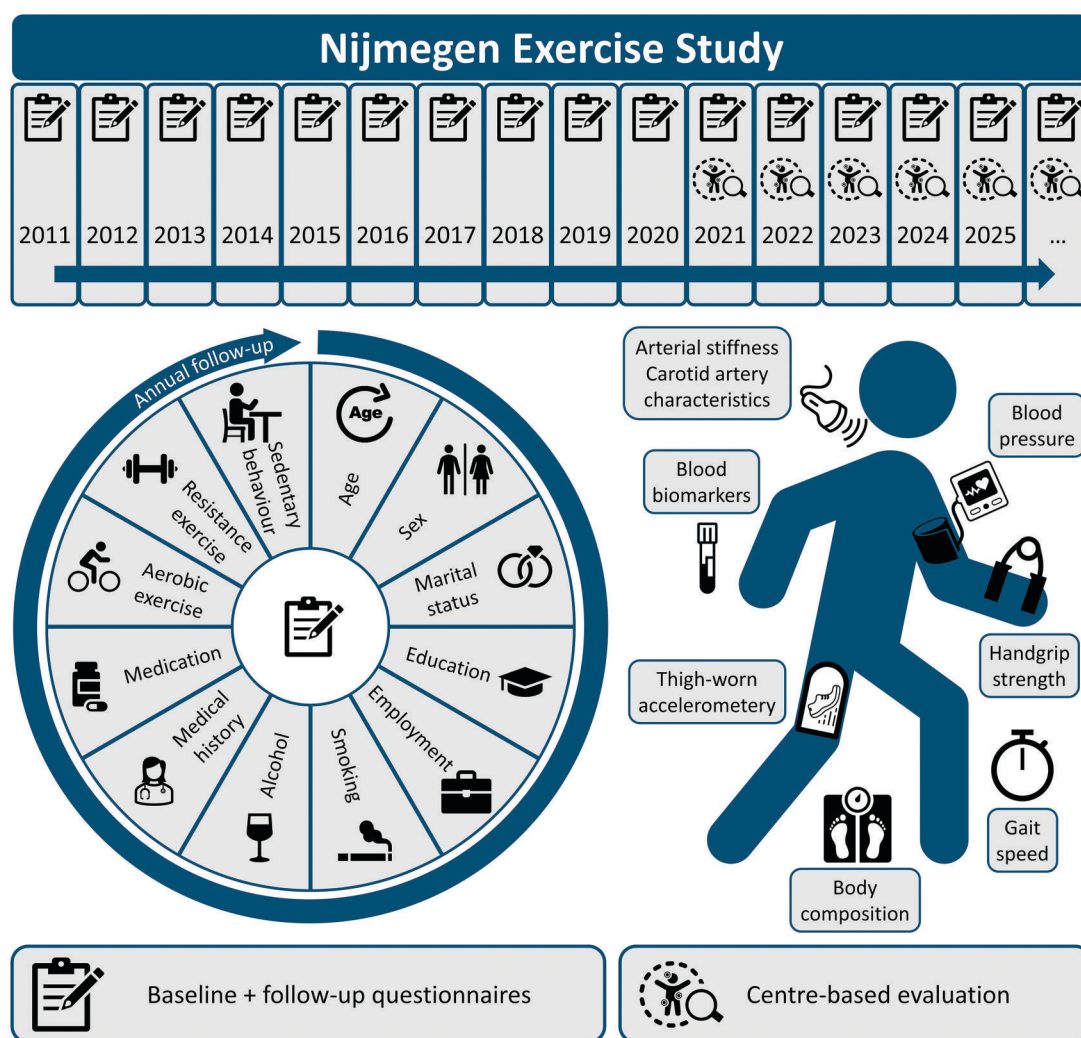 Nijmegen Exercise Study
2011
2012
2013
2014
2015
2016
2017
2018
2019
2020
2021
2022
2023
2024
2025
...
Annual follow-up
Age
Age
Sex
Marital
status
Education
Employment
Smoking
Alcohol
Medical
history
Medication
Aerobic
exercise
Resistance
exercise
Sedentary
behaviour
Arterial stiffness
Carotid artery
characteristics
Blood
pressure
Blood
biomarkers
Handgrip
strength
Thigh-worn
accelerometery
Gait
speed
Body
composition
Baseline + follow-up questionnaires
Centre-based evaluation